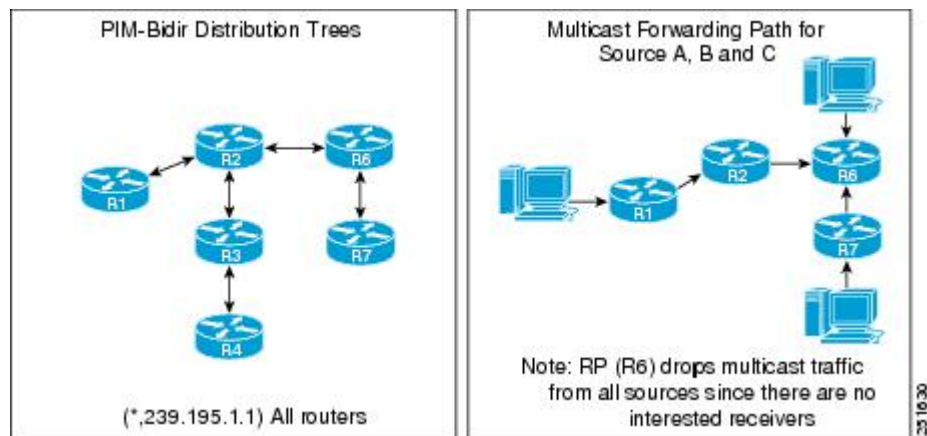 PIM-Bidir Distribution Trees
R1
R2
R6
R3
R7
R4
(*,239.195.1.1) All routers
Multicast Forwarding Path for
Source A, B and C
R1
R2
R6
R7
Note: RP (R6) drops multicast traffic
from all sources since there are no
interested receivers
251630